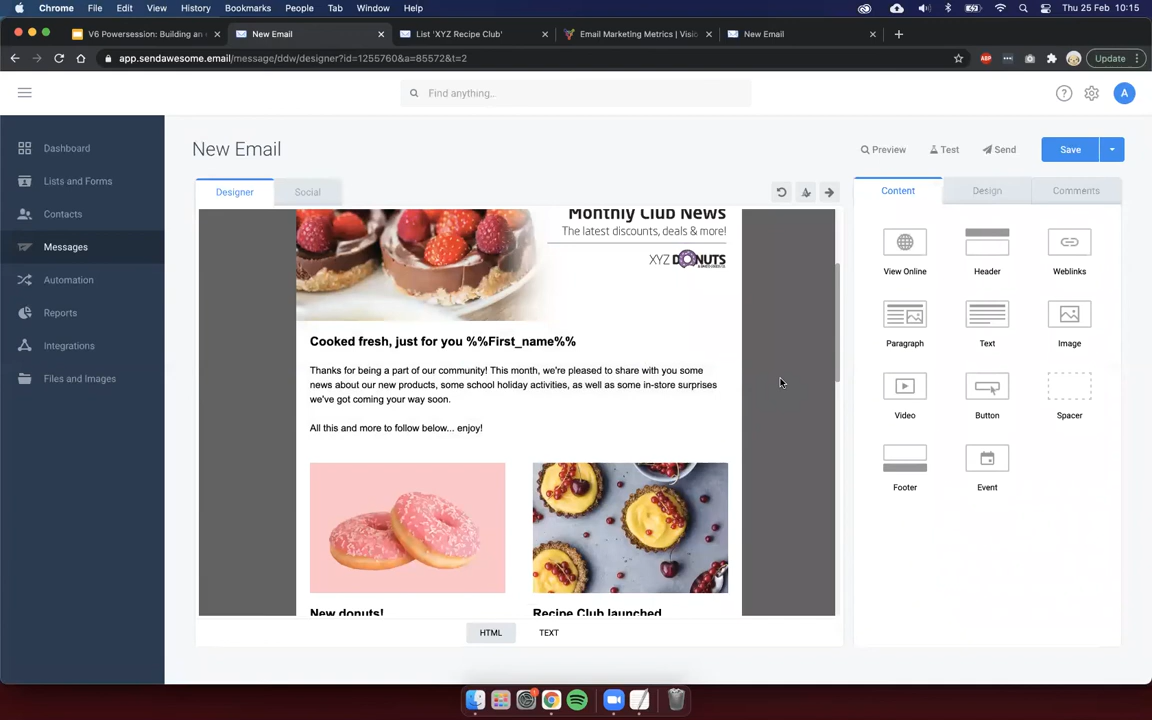 Chrome File Edit View History Bookmarks People Tab Window Help
Thu 25 Feb 10:15
V6 Powersession: Building an
New Email
List 'XYZ Recipe Club'
Email Marketing Metrics | Visio
New Email
app.sendawesome.email/message/ddw/designer?id=1255760&a=85572&t=2
ABP
Update
Find anything..
A
Dashboard
Lists and Forms
Contacts
Messages
Automation
Reports
Integrations
Files and Images
New Email
Preview
Test
Send
Save
Designer
Social
Monthly Club News
The latest discounts, deals & more!
XYZ DONUTS
Cooked fresh, just for you %%First_name%%
Thanks for being a part of our community! This month, we're pleased to share with you some
news about our new products, some school holiday activities, as well as some in-store surprises
we've got coming your way soon.
All this and more to follow below... enjoy!
New donuts!
Recipe Club launched
HTML
TEXT
Content
Design
Comments
View Online
Header
Weblinks
Paragraph
Text
Image
Video
Button
Spacer
Footer
Event